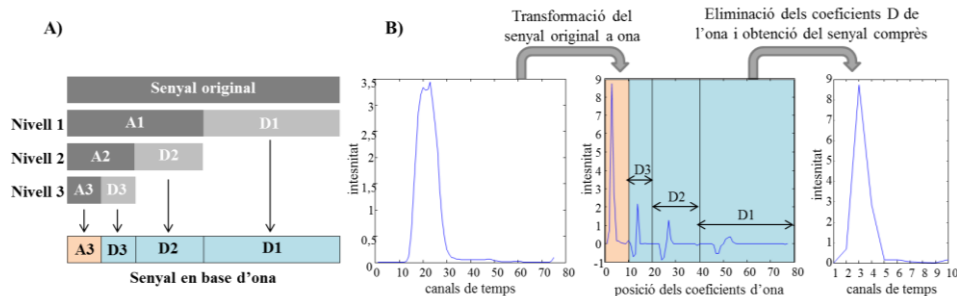 A)
Senyal original
Nivell 1
A1
D1
Nivell 2
A2
D2
Nivell 3
A3
D3
A3
D3
D2
D1
Senyal en base d'ona
B)
Transformació del
senyal original a ona
Eliminació dels coeficients D de
l'ona i obtenció del senyal comprès
intesnitat
3,5
3
2,5
2
1,5
1
0,5
0
0 10 20 30 40 50 60 70 80
canals de temps
intesnitat
9
8
7
6
5
4
3
2
1
0
-1
D3
D2
D1
0 10 20 30 40 50 60 70 80
posició dels coeficients d'ona
intesnitat
9
8
7
6
5
4
3
2
1
0
1 2 3 4 5 6 7 8 9 10
canals de temps